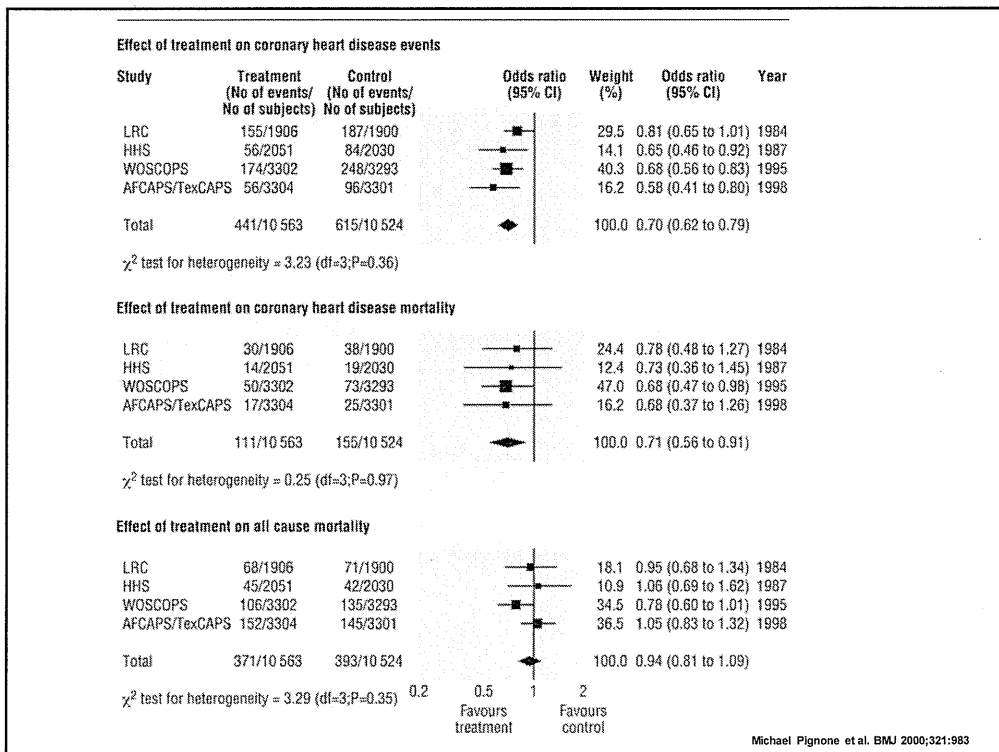 Effect of treatment on coronary heart disease events
Study Treatment Control Odds ratio Weight Odds ratio Year
(No of events/ (No of events/ (95% CI) (%) (95% CI)
No of subjects) No of subjects)
LRC 155/1906 187/1900 29.5 0.81 (0.65 to 1.01) 1984
HHS 56/2051 84/2030 14.1 0.65 (0.46 to 0.92) 1987
WOSCOPS 174/3302 248/3293 40.3 0.68 (0.56 to 0.83) 1995
AFCAPS/TexCAPS 56/3304 96/3301 16.2 0.58 (0.41 to 0.80) 1998
Total 441/10 563 615/10 524 100.0 0.70 (0.62 to 0.79)
χ² test for heterogeneity = 3.23 (df=3;P=0.36)
Effect of treatment on coronary heart disease mortality
LRC 30/1906 38/1900 24.4 0.78 (0.48 to 1.27) 1984
HHS 14/2051 19/2030 12.4 0.73 (0.36 to 1.45) 1987
WOSCOPS 50/3302 73/3293 47.0 0.68 (0.47 to 0.98) 1995
AFCAPS/TexCAPS 17/3304 25/3301 16.2 0.68 (0.37 to 1.26) 1998
Total 111/10 563 155/10 524 100.0 0.71 (0.56 to 0.91)
χ² test for heterogeneity = 0.25 (df=3;P=0.97)
Effect of treatment on all cause mortality
LRC 68/1906 71/1900 18.1 0.95 (0.68 to 1.34) 1984
HHS 45/2051 42/2030 10.9 1.06 (0.69 to 1.62) 1987
WOSCOPS 106/3302 135/3293 34.5 0.78 (0.60 to 1.01) 1995
AFCAPS/TexCAPS 152/3304 145/3301 36.5 1.05 (0.83 to 1.32) 1998
Total 371/10 563 393/10 524 100.0 0.94 (0.81 to 1.09)
χ² test for heterogeneity = 3.29 (df=3;P=0.35)
0.2 0.5 1 2
Favours Favours
treatment control
Michael Pignone et al. BMJ 2000;321:983